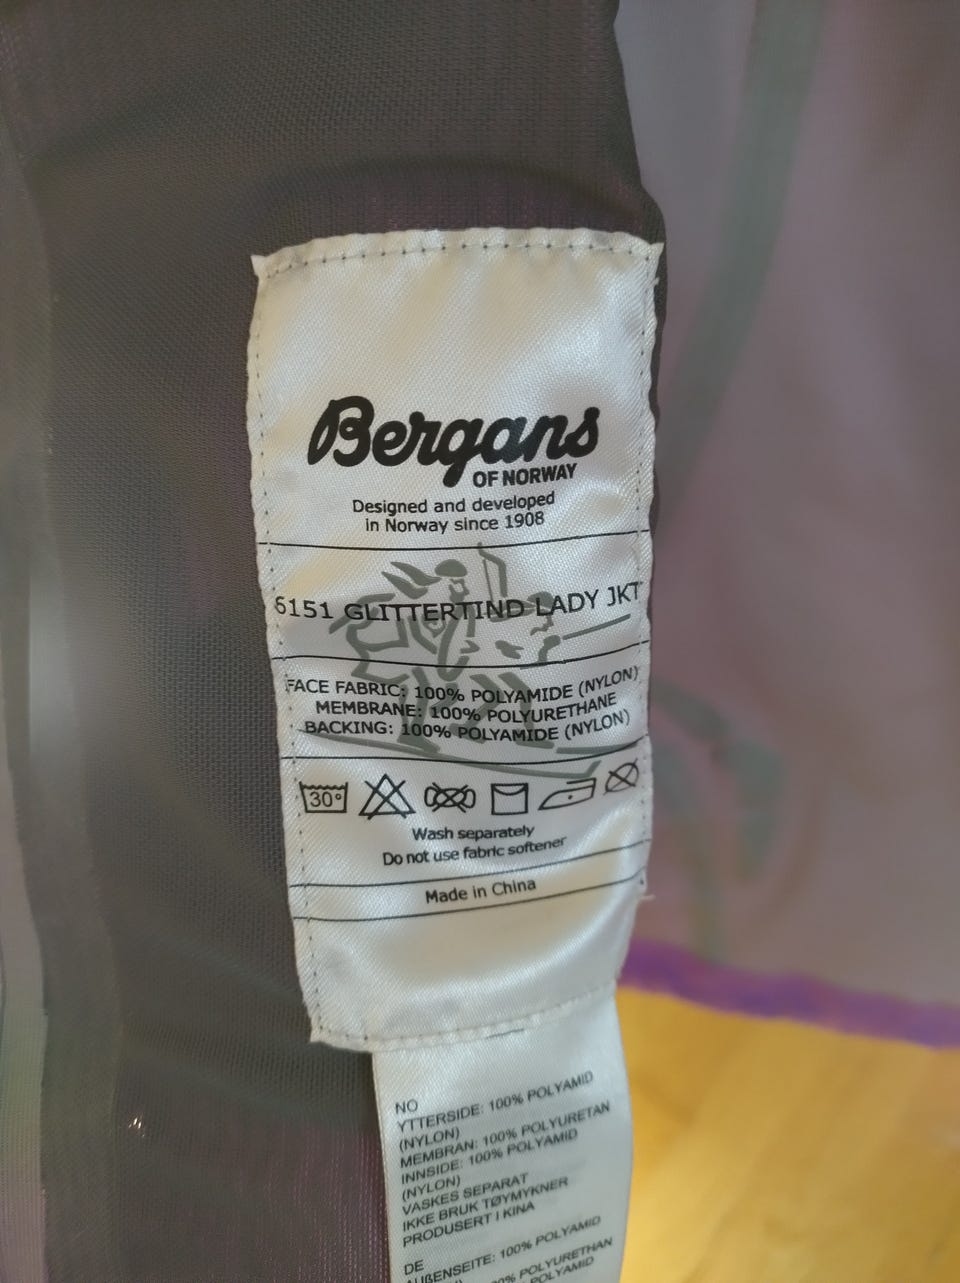 Bergans
OF NORWAY
Designed and developed
in Norway since 1908
6151 GLITTERTIND LADY JKT
FACE FABRIC: 100% POLYAMIDE (NYLON)
MEMBRANE: 100% POLYURETHANE
BACKING: 100% POLYAMIDE (NYLON)
30°
Wash separately
Do not use fabric softener
Made in China
NO
YTTERSIDE: 100% POLYAMID
(NYLON)
MEMBRAN: 100% POLYURETAN
INNSIDE: 100% POLYAMID
(NYLON)
VASKES SEPARAT
IKKE BRUK TØYMYKNER
PRODUSERT I KINA
DE
AUßENSEITE: 100% POLYAMID
POLYURETHAN
POLYAMID